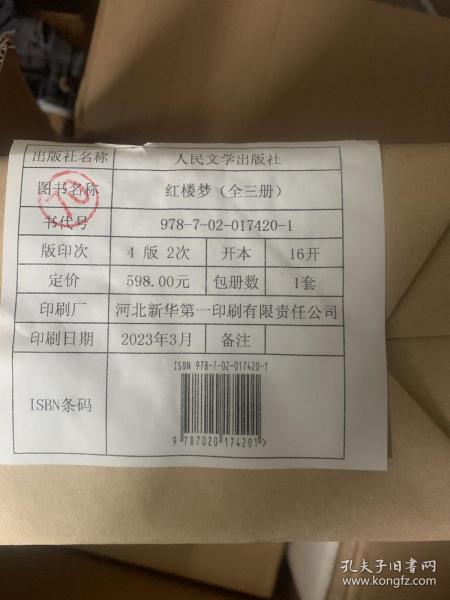 出版社名称 人民文学出版社
图书名称 红楼梦（全三册）
书代号 978-7-02-017420-1
版印次 4 版 2次 开本 16开
定价 598.00元 包册数 1套
印刷厂 河北新华第一印刷有限责任公司
印刷日期 2023年3月 备注
ISBN条码
ISBN 978-7-02-017420-1
9 787020 174201>
70
孔夫子旧书网
www.kongfz.com